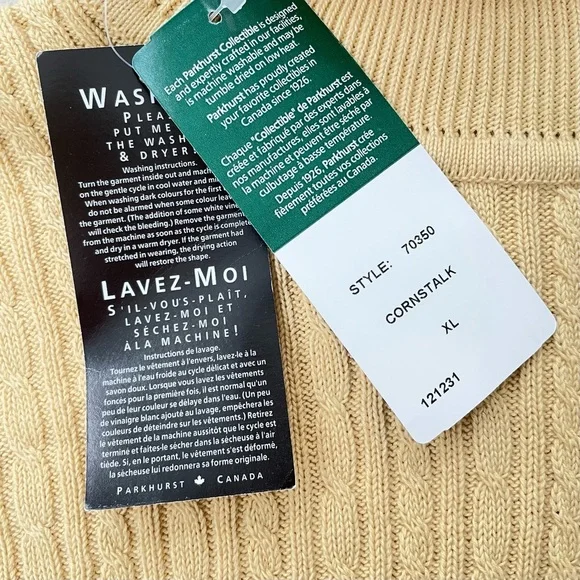 PLEA
PUT ME
THE WASH
& DRYER
Washing instructions.
Turn the garment inside out and
on the gentle cycle in cool water and
When washing dark colours for the first
do not be alarmed when some colour
the garment. (The addition of some white
will check the bleeding.) Remove the garment
from the machine as soon as the cycle is complete
and dry in a warm dryer. If the garment had
stretched in wearing, the drying action
will restore the shape.
LAVEZ-MOI
S'IL-VOUS-PLAÎT,
LAVEZ-MOI ET
SÉCHEZ-MOI
À LA MACHINE!
Instructions de lavage.
Tournez le vêtement à l'envers, lavez-le à la
machine à l'eau froide au cycle délicat et avec un
savon doux. Lorsque vous lavez les vêtements
foncés pour la première fois, il est normal qu'un
peu de leur couleur se délaye dans l'eau. (Un peu
de vinaigre blanc ajouté au lavage, empêchera les
couleurs de déteindre sur les vêtements.) Retirez
le vêtement de la machine aussitôt que le cycle est
terminé et faites-le sécher dans la sécheuse à l'air
tiède. Si, en le portant, le vêtement s'est déformé,
la sécheuse lui redonnera sa forme originale.
PARKHURST CANADA
Each Parkhurst Collectible is designed
and expertly crafted in our facilities,
is machine washable and may be
tumble dried on low heat.
Parkhurst has proudly created
your favorite collectibles in
Canada since 1926.
Chaque "Collectible" de Parkhurst est
créée et fabriqué par des experts dans
nos manufactures, elles sont lavables à
la machine et peuvent être séché par
culbutage à basse température.
Depuis 1926, Parkhurst crée
fièrement toutes vos collections
préférées au Canada.
STYLE: 70350
CORNSTALK
XL
121231